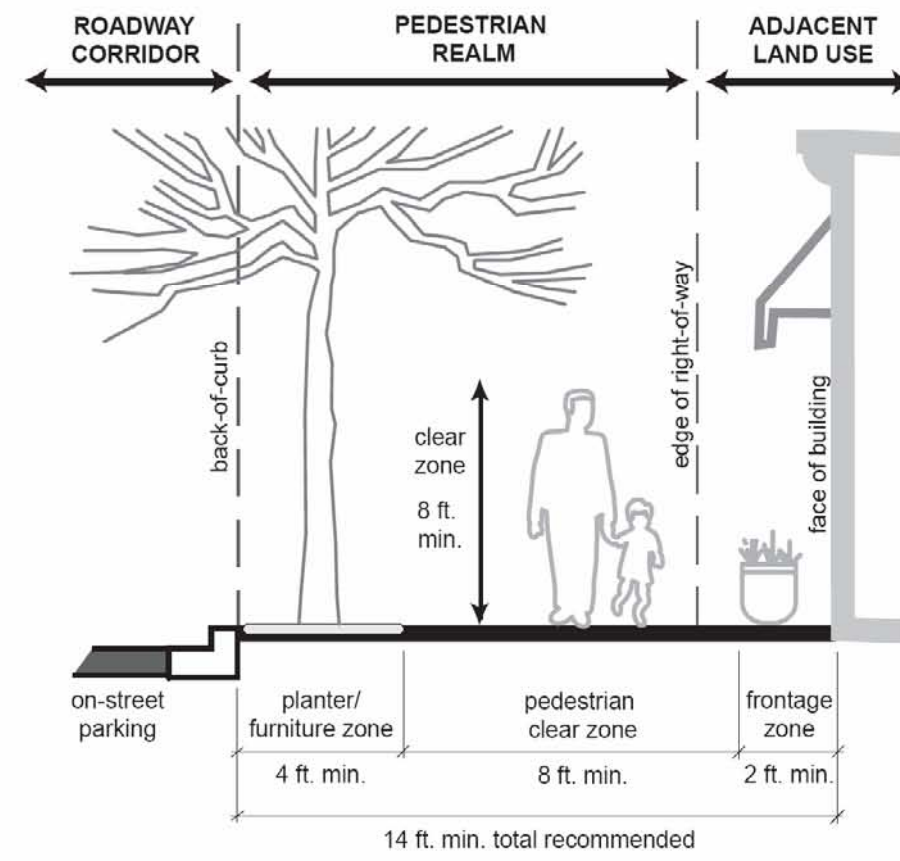 ROADWAY
CORRIDOR
PEDESTRIAN
REALM
ADJACENT
LAND USE
back-of-curb
edge of right-of-way
face of building
clear
zone
8 ft.
min.
on-street
parking
planter/
furniture zone
pedestrian
clear zone
frontage
zone
4 ft. min.
8 ft. min.
2 ft. min.
14 ft. min. total recommended